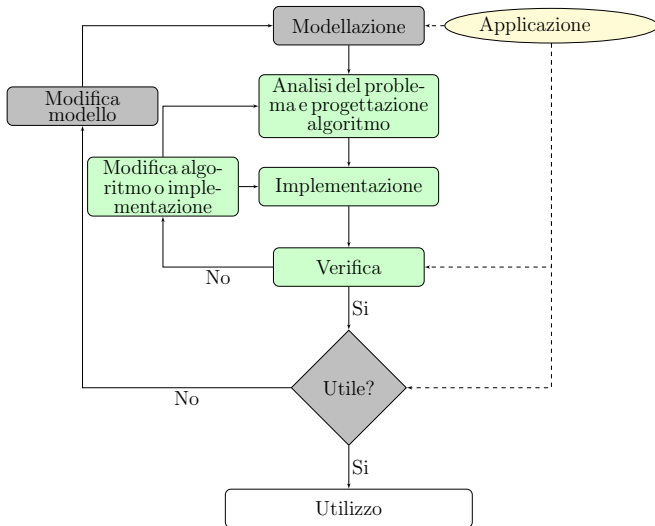 Modellazione
Applicazione
Analisi del proble-
ma e progettazione
algoritmo
Modifica
modello
Modifica algo-
ritmo o imple-
mentazione
Implementazione
Verifica
No
Si
Utile?
No
Si
Utilizzo